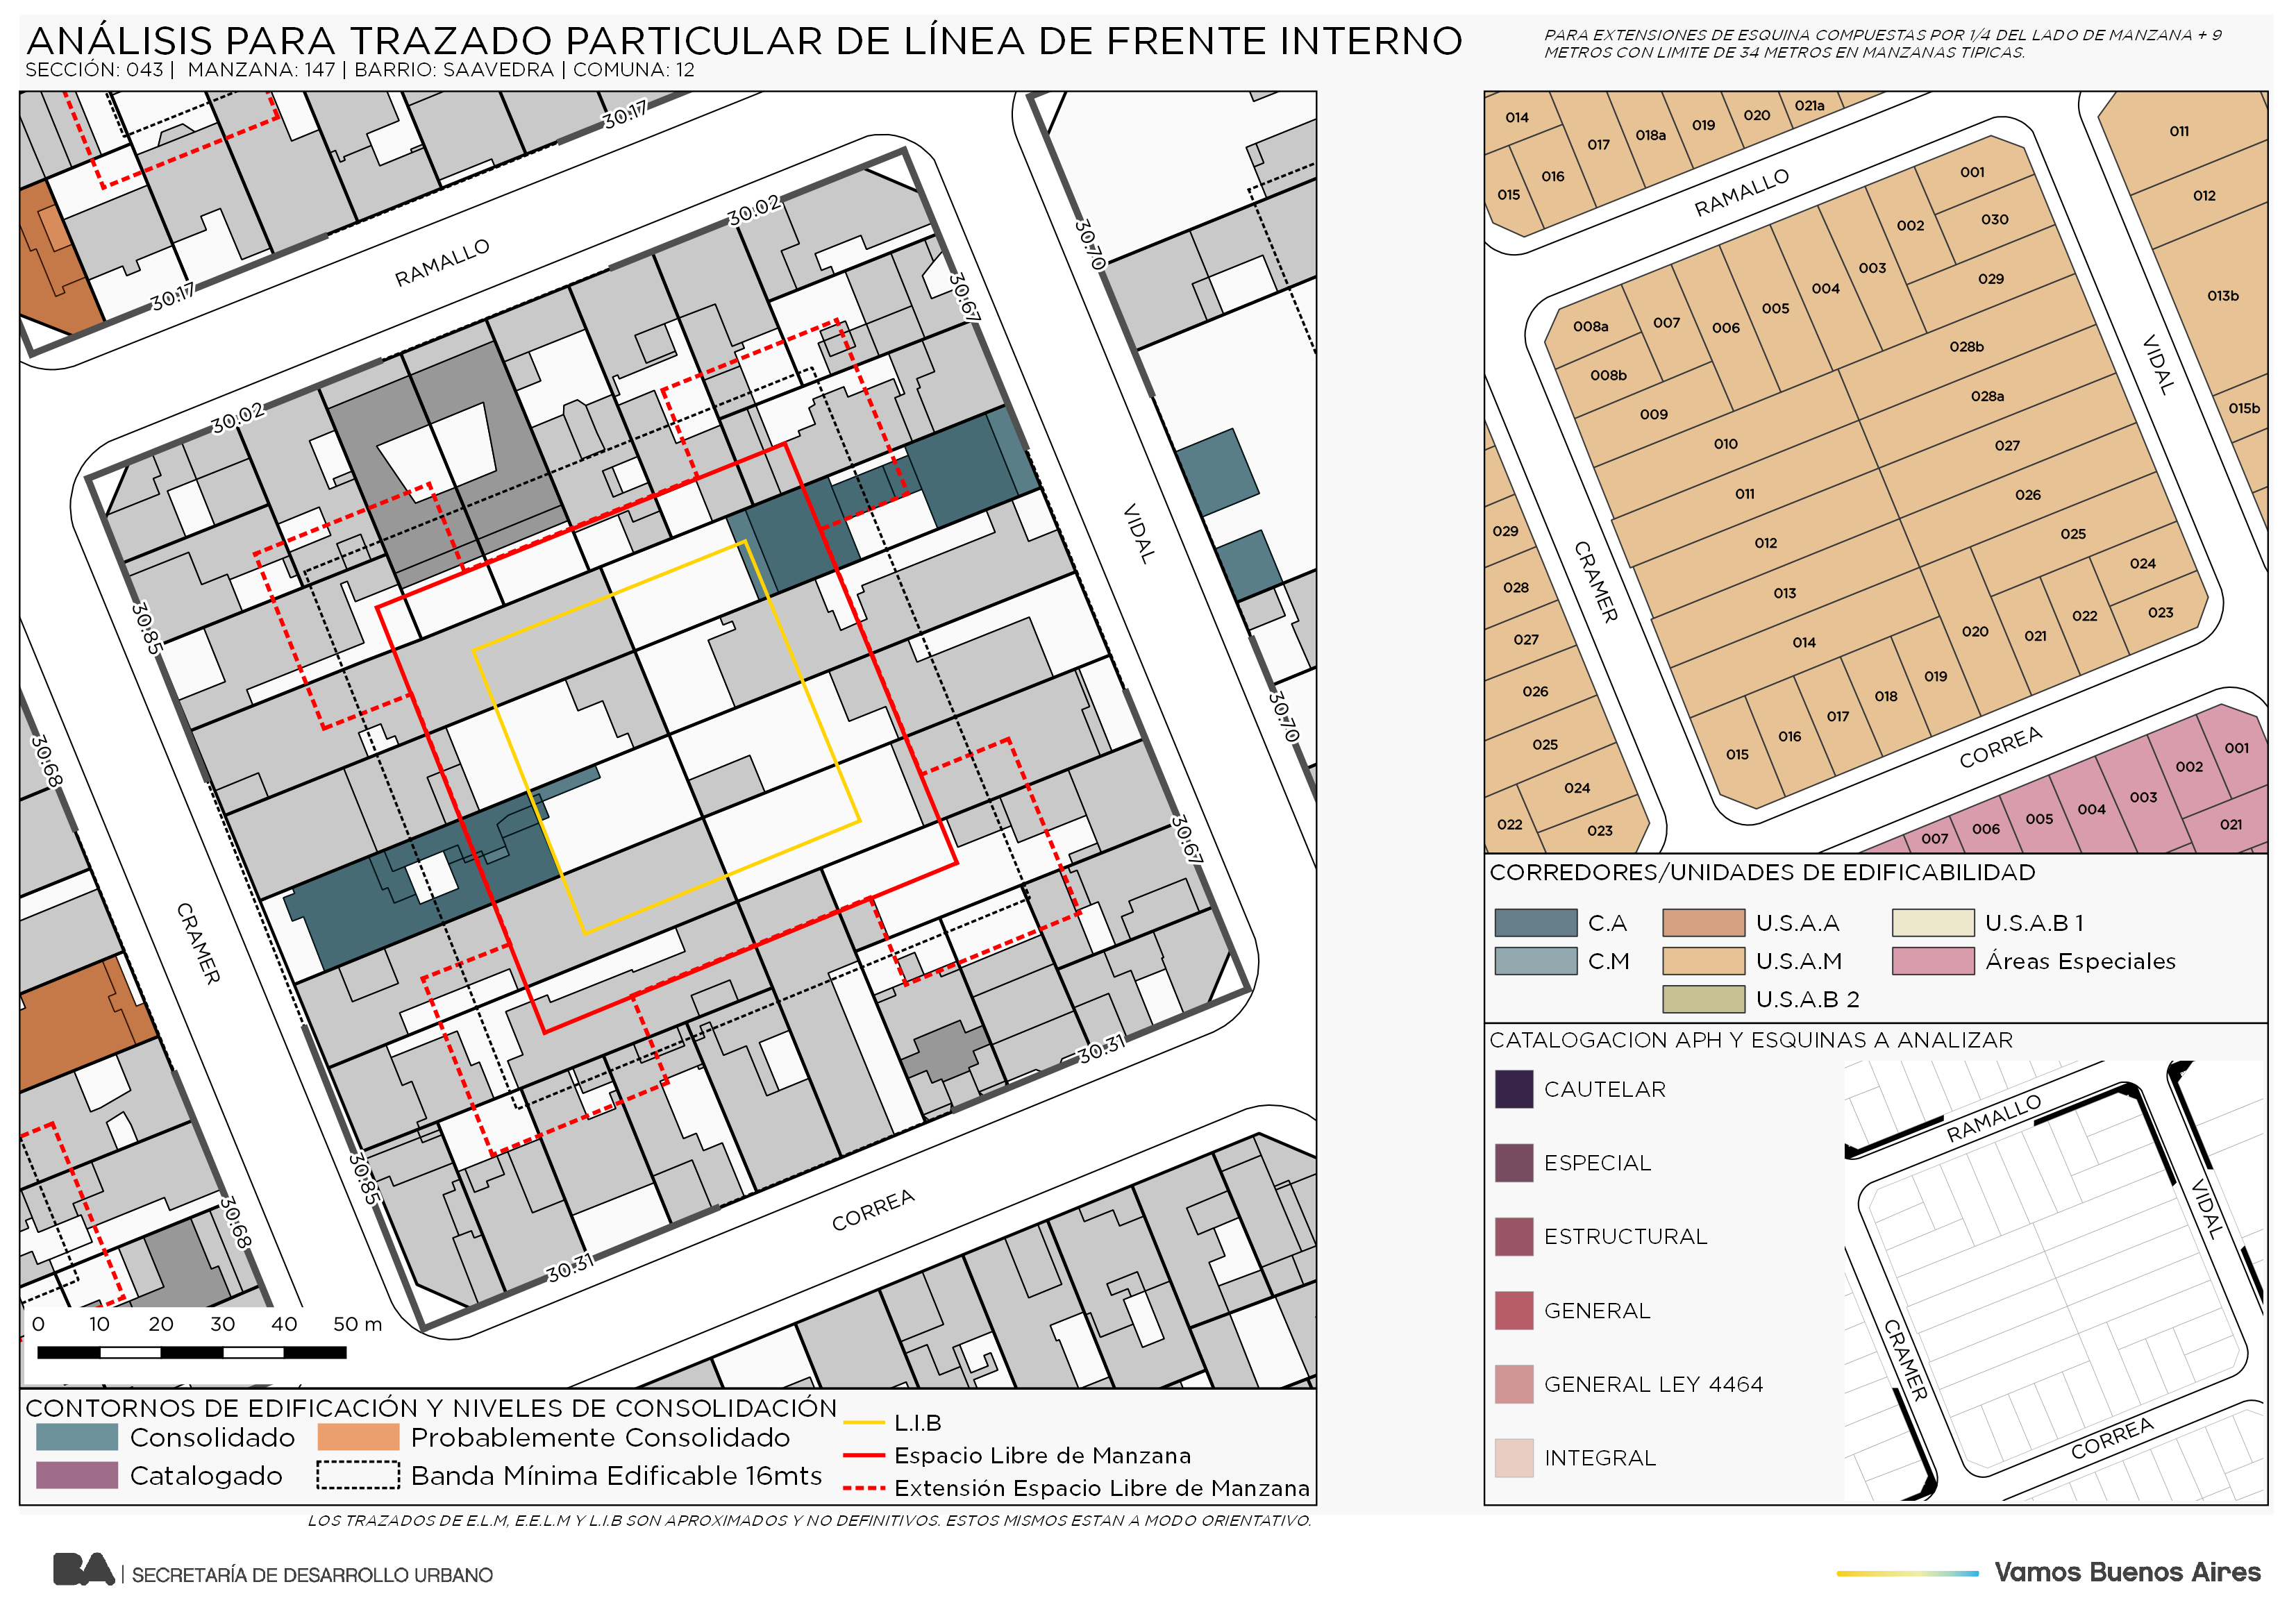 ANÁLISIS PARA TRAZADO PARTICULAR DE LÍNEA DE FRENTE INTERNO
SECCIÓN: 043 | MANZANA: 147 | BARRIO: SAAVEDRA | COMUNA: 12
PARA EXTENSIONES DE ESQUINA COMPUESTAS POR 1/4 DEL LADO DE MANZANA + 9
METROS CON LIMITE DE 34 METROS EN MANZANAS TIPICAS.
30.17
30.17
RAMALLO
30.02
30.02
30.70
30.67
VIDAL
30.85
30.68
30.70
30.67
CRAMER
30.31
30.85
30.68
CORREA
30.31
0 10 20 30 40 50 m
CONTORNOS DE EDIFICACIÓN Y NIVELES DE CONSOLIDACIÓN
Consolidado
Probablemente Consolidado
Catalogado
Banda Mínima Edificable 16mts
L.I.B
Espacio Libre de Manzana
Extensión Espacio Libre de Manzana
014
017
018a
019
020
021a
015
016
RAMALLO
011
012
013b
015b
001
002
030
003
029
004
005
006
007
008a
008b
009
028b
028a
010
027
011
026
012
025
013
024
014
023
022
021
020
019
018
017
016
015
VIDAL
CRAMER
CORREA
029
028
027
026
025
024
022
023
001
002
003
004
005
006
007
021
CORREDORES/UNIDADES DE EDIFICABILIDAD
C.A
U.S.A.A
U.S.A.B 1
C.M
U.S.A.M
Áreas Especiales
U.S.A.B 2
CATALOGACION APH Y ESQUINAS A ANALIZAR
CAUTELAR
ESPECIAL
ESTRUCTURAL
GENERAL
GENERAL LEY 4464
INTEGRAL
RAMALLO
VIDAL
CRAMER
CORREA
LOS TRAZADOS DE E.L.M, E.E.L.M Y L.I.B SON APROXIMADOS Y NO DEFINITIVOS. ESTOS MISMOS ESTAN A MODO ORIENTATIVO.
BA | SECRETARÍA DE DESARROLLO URBANO
Vamos Buenos Aires